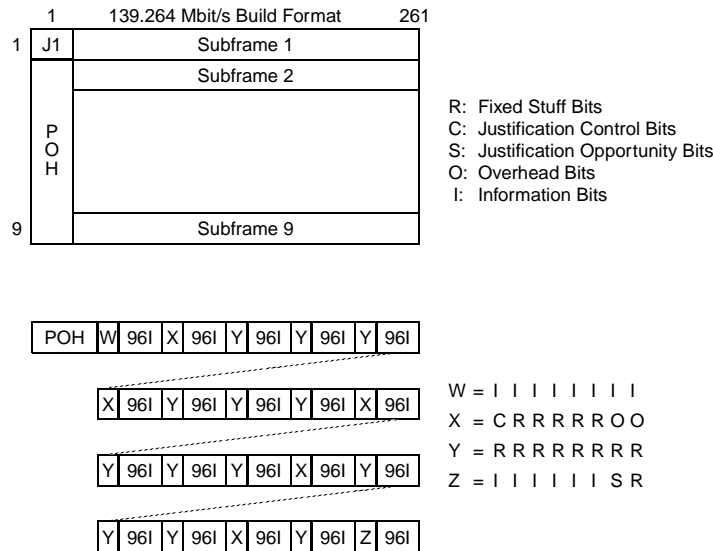 1 139.264 Mbit/s Build Format 261
1 J1 Subframe 1
Subframe 2
P
O
H
9 Subframe 9
R: Fixed Stuff Bits
C: Justification Control Bits
S: Justification Opportunity Bits
O: Overhead Bits
I: Information Bits
POH W 96I X 96I Y 96I Y 96I Y 96I
X 96I Y 96I Y 96I Y 96I X 96I
Y 96I Y 96I Y 96I X 96I Y 96I
Y 96I Y 96I X 96I Y 96I Z 96I
W = I I I I I I I I
X = C R R R R R O O
Y = R R R R R R R R
Z = I I I I I I S R